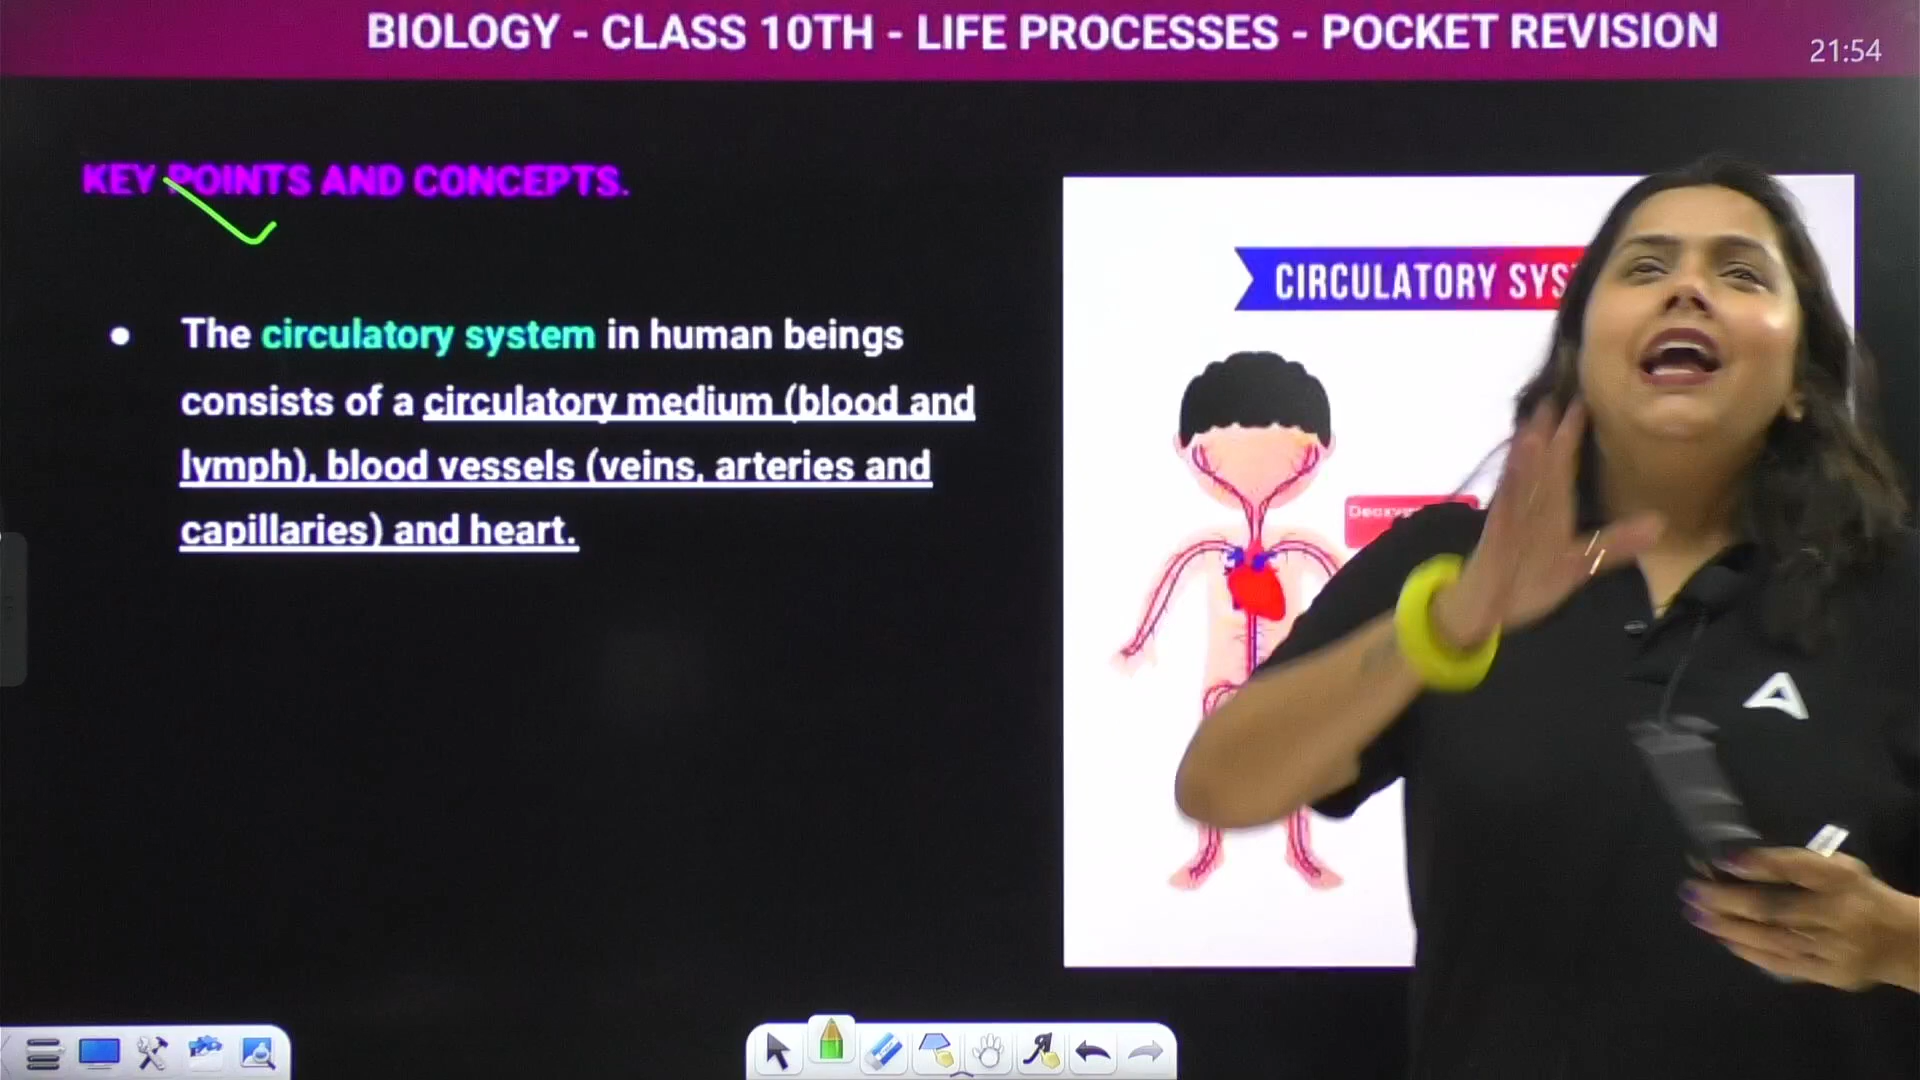 BIOLOGY - CLASS 10TH - LIFE PROCESSES - POCKET REVISION
21:54
KEY POINTS AND CONCEPTS.
The circulatory system in human beings
consists of a circulatory medium (blood and
lymph), blood vessels (veins, arteries and
capillaries) and heart.
CIRCULATORY SYS